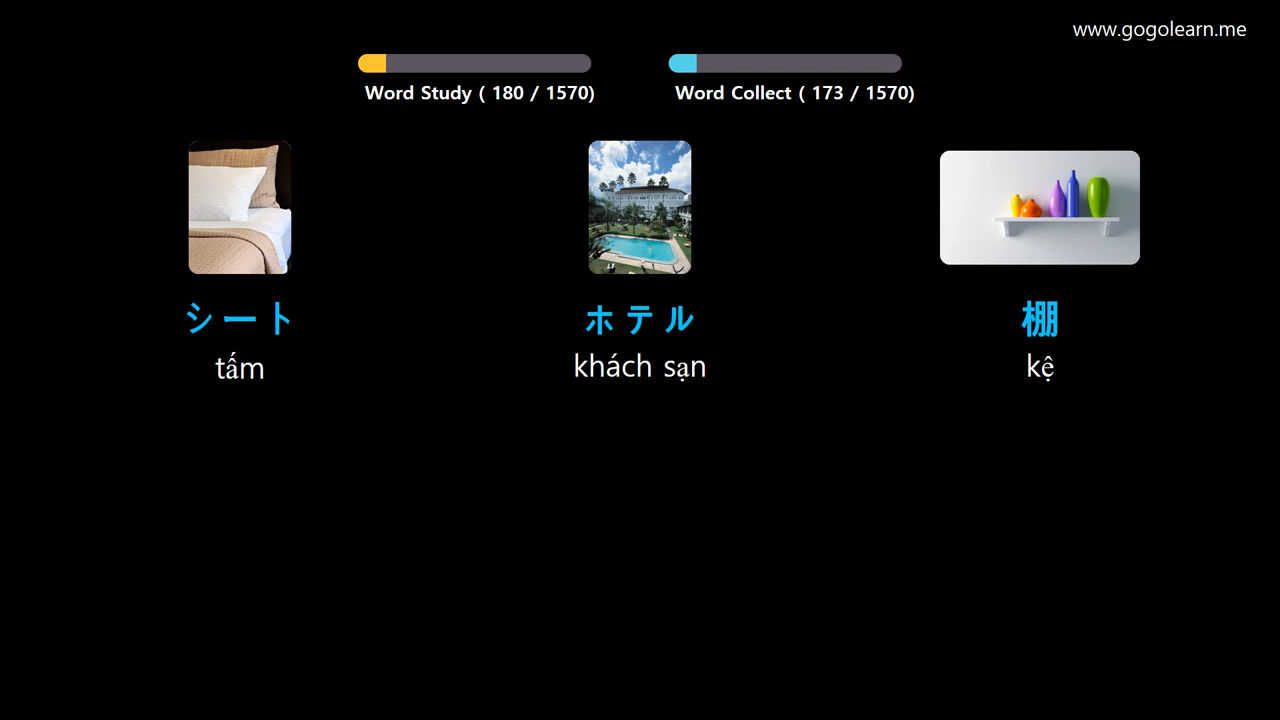 www.gogolearn.me
Word Study ( 180 / 1570)
Word Collect ( 173 / 1570)
シート
tấm
ホテル
khách sạn
棚
kệ